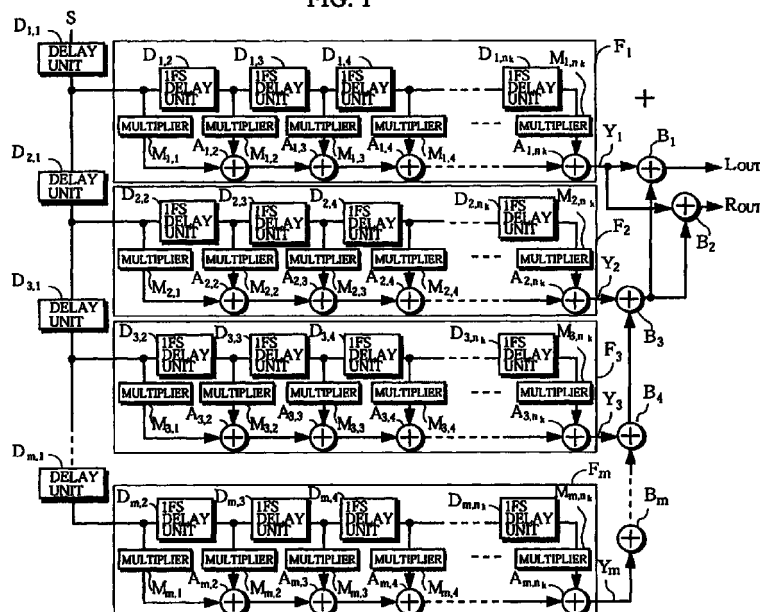 FIG. 1
S
D1,1
DELAY UNIT
D1,2 D1,3 D1,4 D1,nk M1,nk F1
1FS DELAY UNIT 1FS DELAY UNIT 1FS DELAY UNIT 1FS DELAY UNIT
MULTIPLIER MULTIPLIER MULTIPLIER MULTIPLIER MULTIPLIER
M1,1 A1,2 M1,2 A1,3 M1,3 A1,4 M1,4 A1,nk Y1 B1 LOUT
ROUT
B2
D2,1
DELAY UNIT
D2,2 D2,3 D2,4 D2,nk M2,nk F2
1FS DELAY UNIT 1FS DELAY UNIT 1FS DELAY UNIT 1FS DELAY UNIT
MULTIPLIER MULTIPLIER MULTIPLIER MULTIPLIER MULTIPLIER
M2,1 A2,2 M2,2 A2,3 M2,3 A2,4 M2,4 A2,nk Y2 B3
D3,1
DELAY UNIT
D3,2 D3,3 D3,4 D3,nk M3,nk F3
1FS DELAY UNIT 1FS DELAY UNIT 1FS DELAY UNIT 1FS DELAY UNIT
MULTIPLIER MULTIPLIER MULTIPLIER MULTIPLIER MULTIPLIER
M3,1 A3,2 M3,2 A3,3 M3,3 A3,4 M3,4 A3,nk Y3 B4
Dm,1
DELAY UNIT
Dm,2 Dm,3 Dm,4 Dm,nk Mm,nk Fm
1FS DELAY UNIT 1FS DELAY UNIT 1FS DELAY UNIT 1FS DELAY UNIT
Bm
MULTIPLIER MULTIPLIER MULTIPLIER MULTIPLIER MULTIPLIER
Mm,1 Am,2 Mm,2 Am,3 Mm,3 Am,4 Mm,4 Am,nk Ym